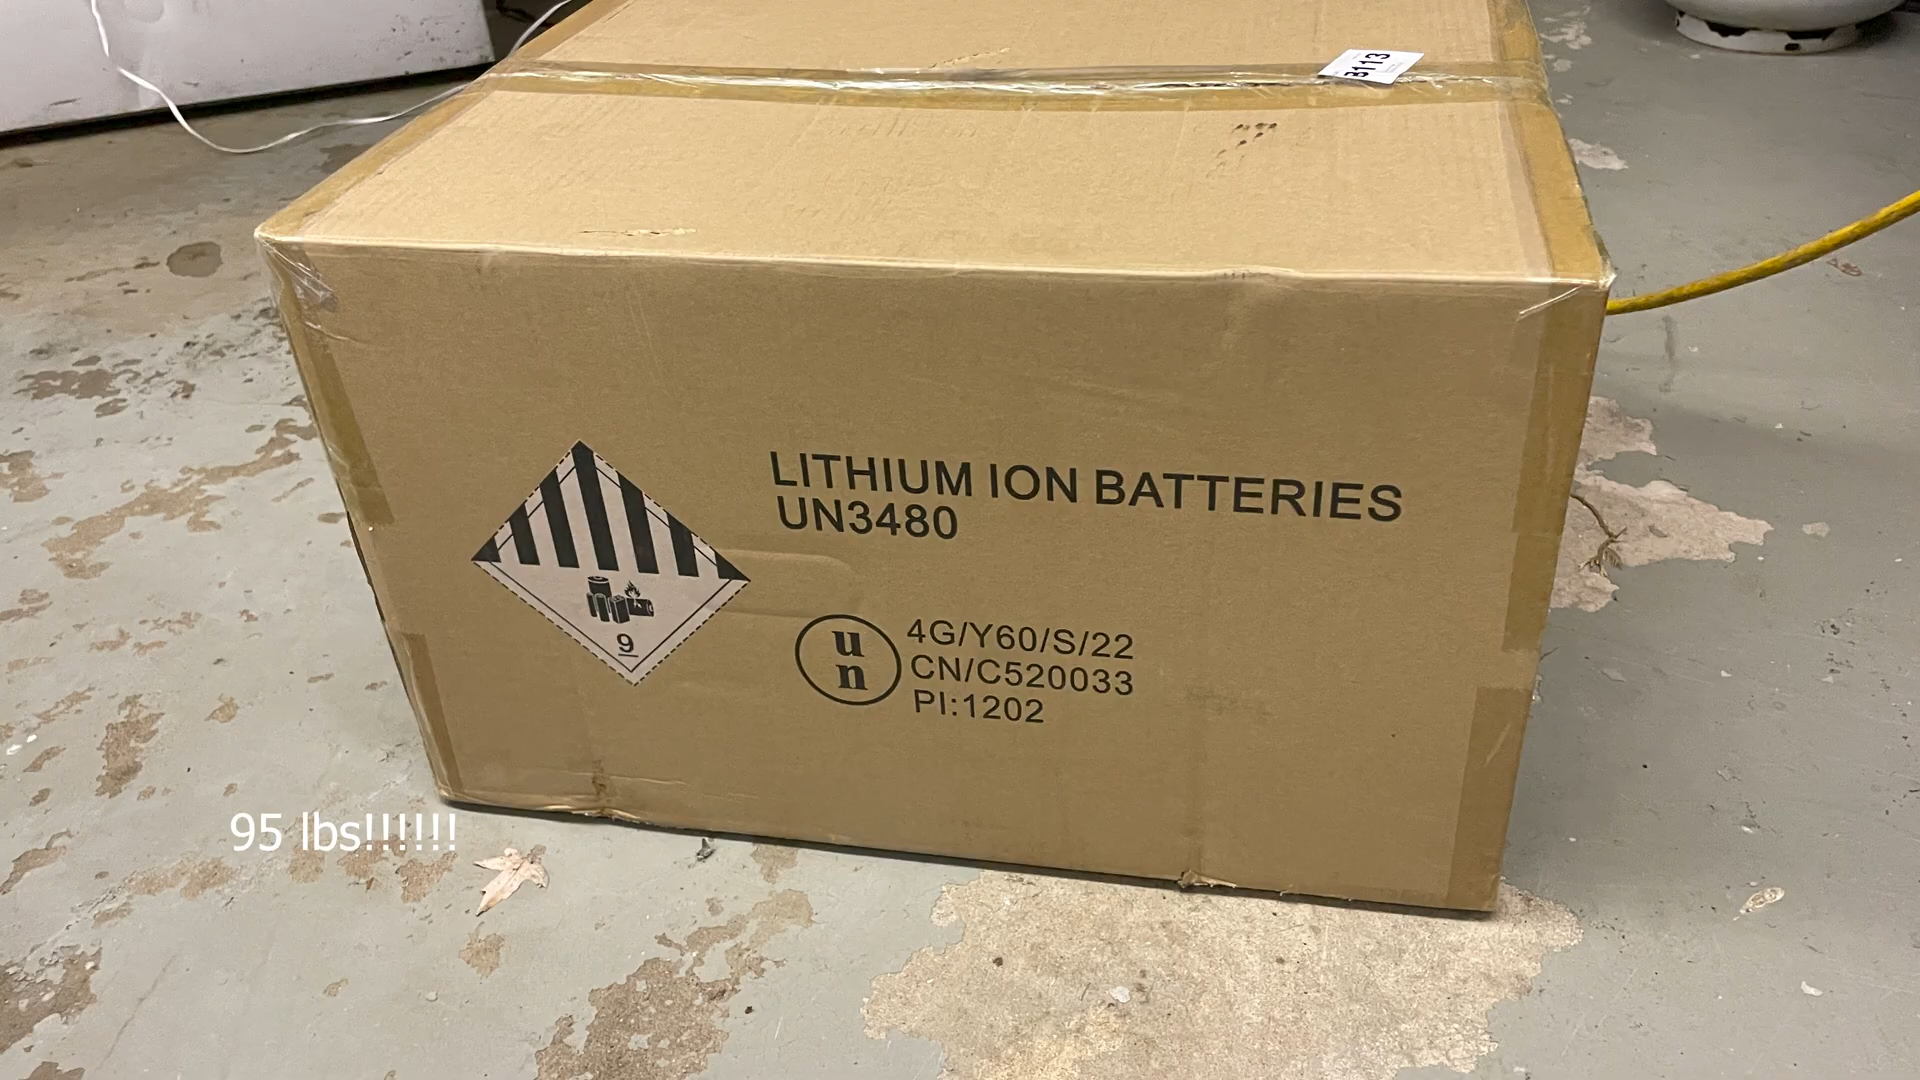 3113
LITHIUM ION BATTERIES
UN3480
9
u
n
4G/Y60/S/22
CN/C520033
PI:1202
95 lbs!!!!!!